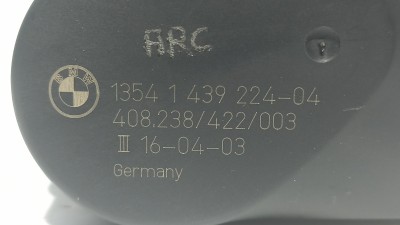 ARC
BMW
1354 1 439 224-04
408.238/422/003
III 16-04-03
Germany